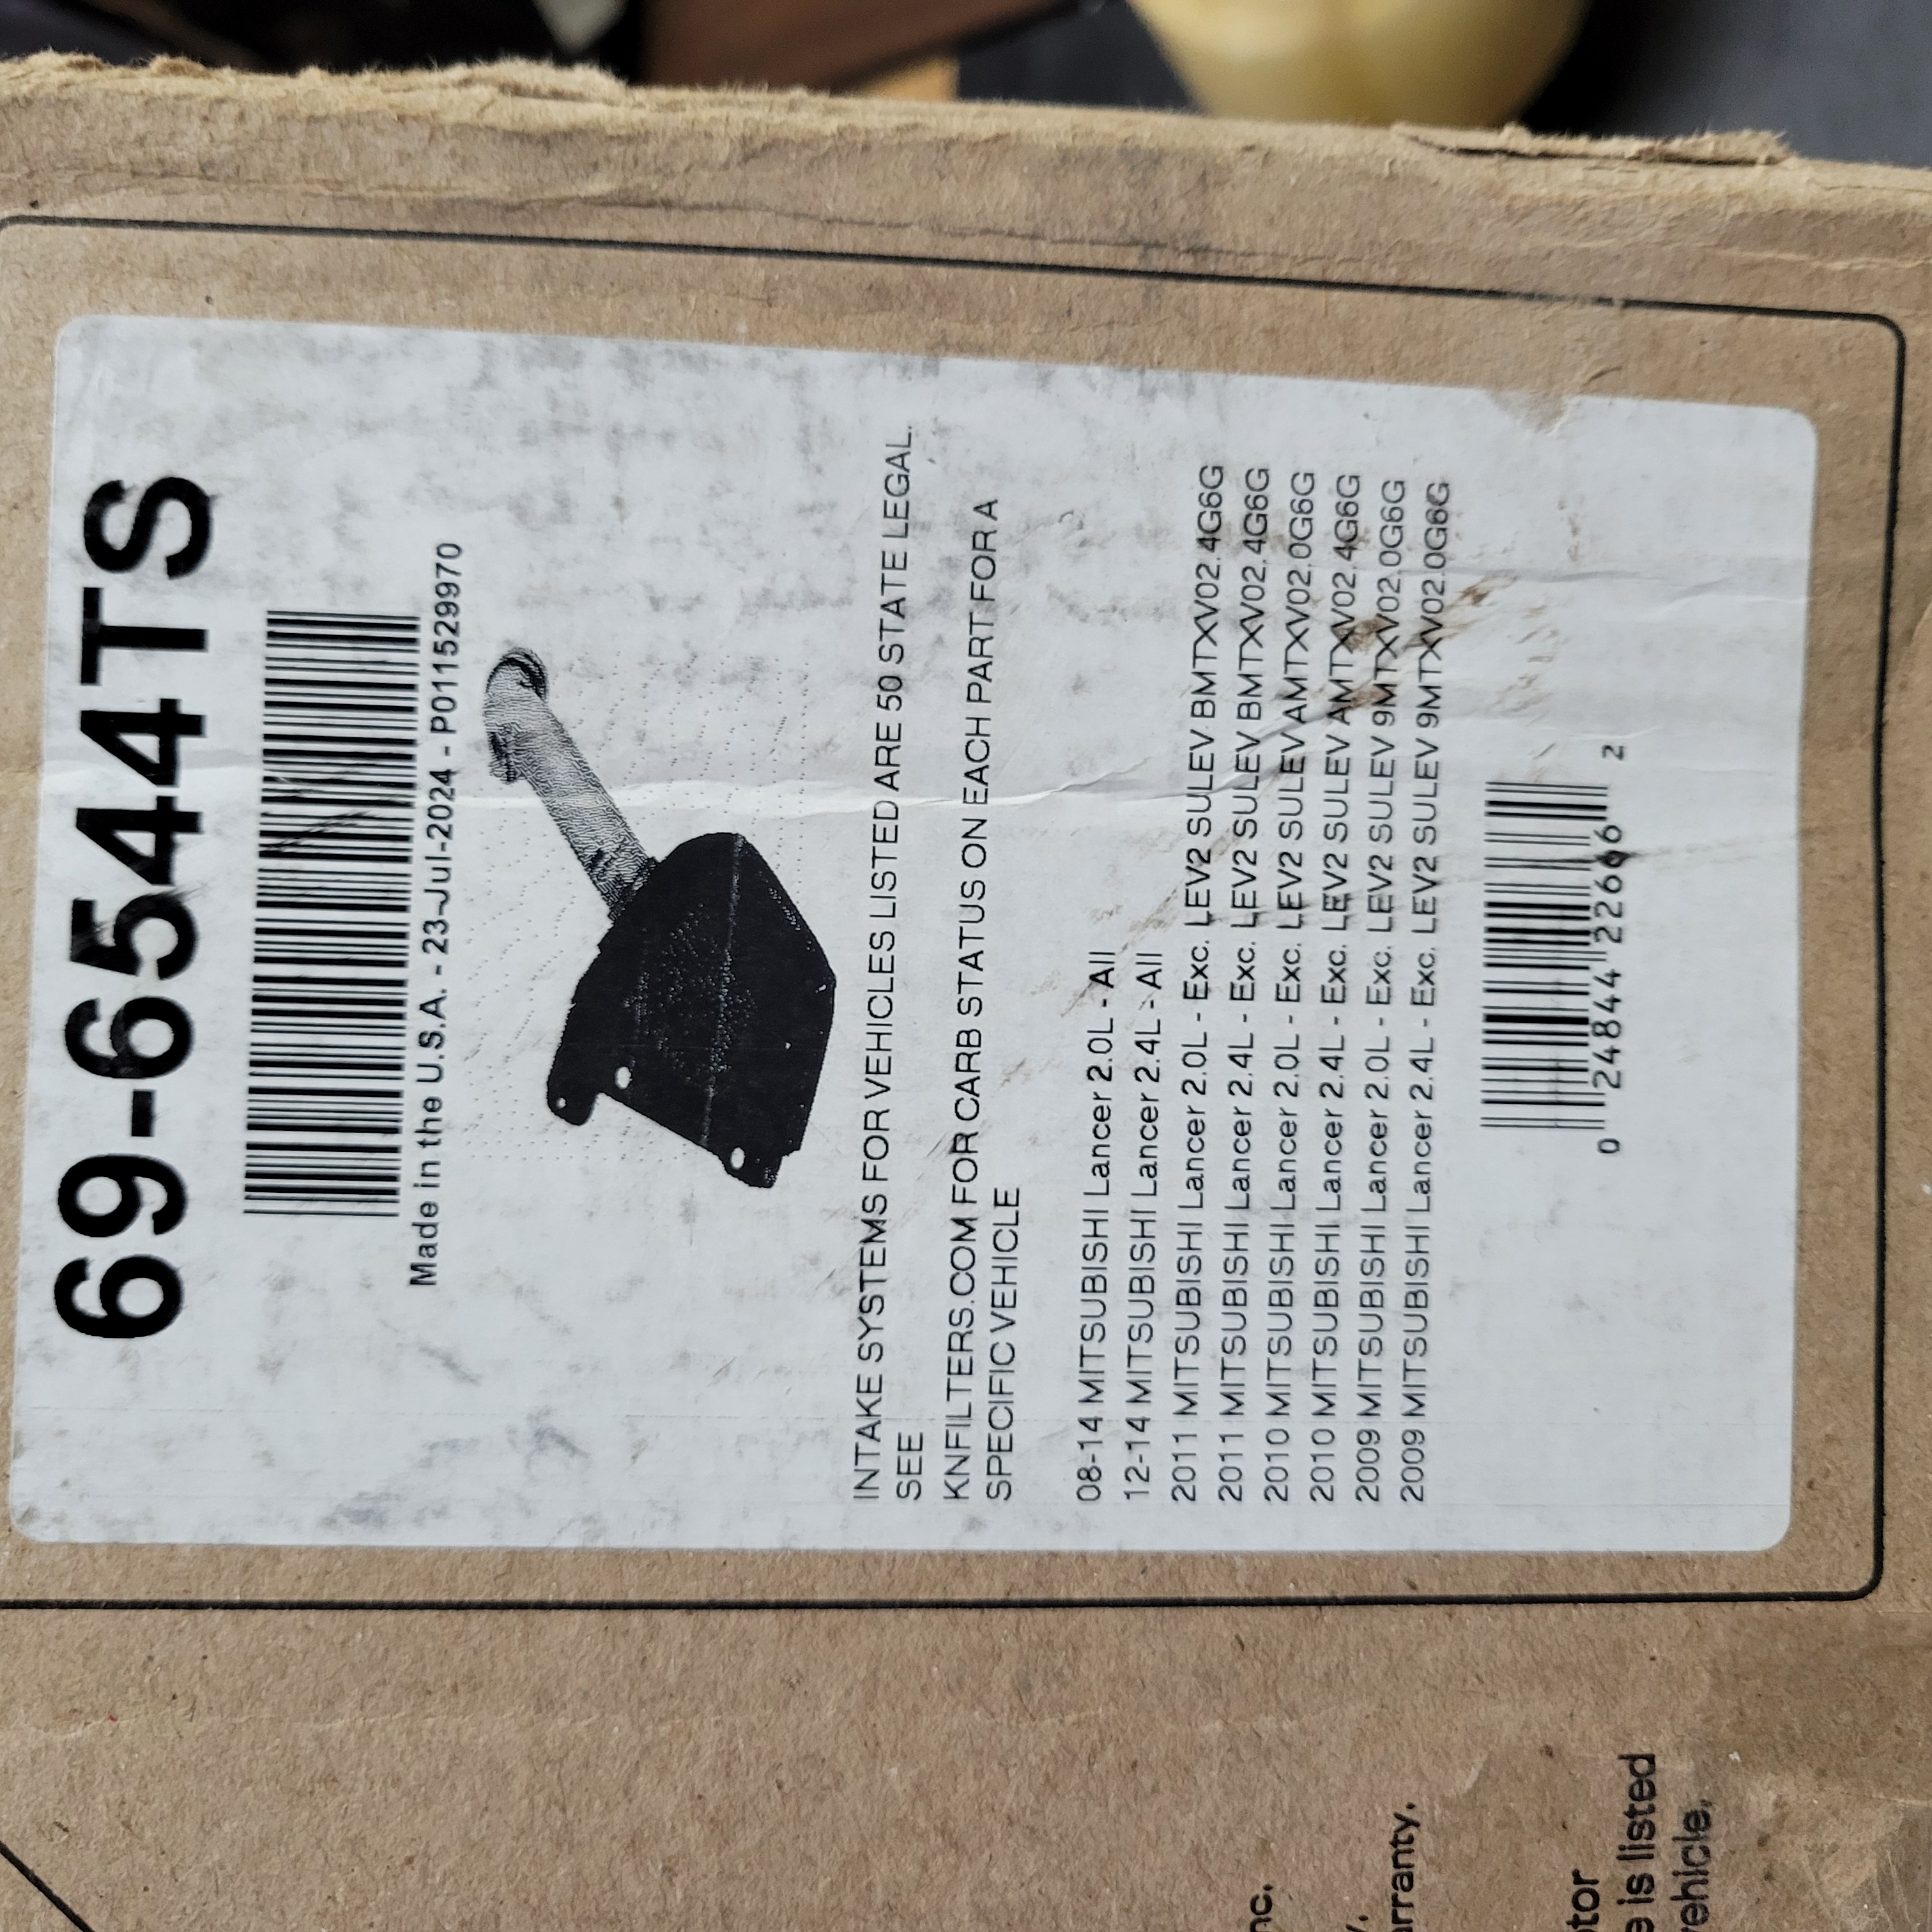 69-6544TS
Made in the U.S.A. - 23-Jul-2024 - P011529970
INTAKE SYSTEMS FOR VEHICLES LISTED ARE 50 STATE LEGAL.
SEE
KNFILTERS.COM FOR CARB STATUS ON EACH PART FOR A
SPECIFIC VEHICLE
08-14 MITSUBISHI Lancer 2.0L - All
12-14 MITSUBISHI Lancer 2.4L - All
2011 MITSUBISHI Lancer 2.0L - Exc. LEV2 SULEV BMTXV02.4G6G
2011 MITSUBISHI Lancer 2.4L - Exc. LEV2 SULEV BMTXV02.4G6G
2010 MITSUBISHI Lancer 2.0L - Exc. LEV2 SULEV AMTXV02.0G6G
2010 MITSUBISHI Lancer 2.4L - Exc. LEV2 SULEV AMTXV02.4G6G
2009 MITSUBISHI Lancer 2.0L - Exc. LEV2 SULEV 9MTXV02.0G6G
2009 MITSUBISHI Lancer 2.4L - Exc. LEV2 SULEV 9MTXV02.0G6G
0 24844 22666 2
is listed